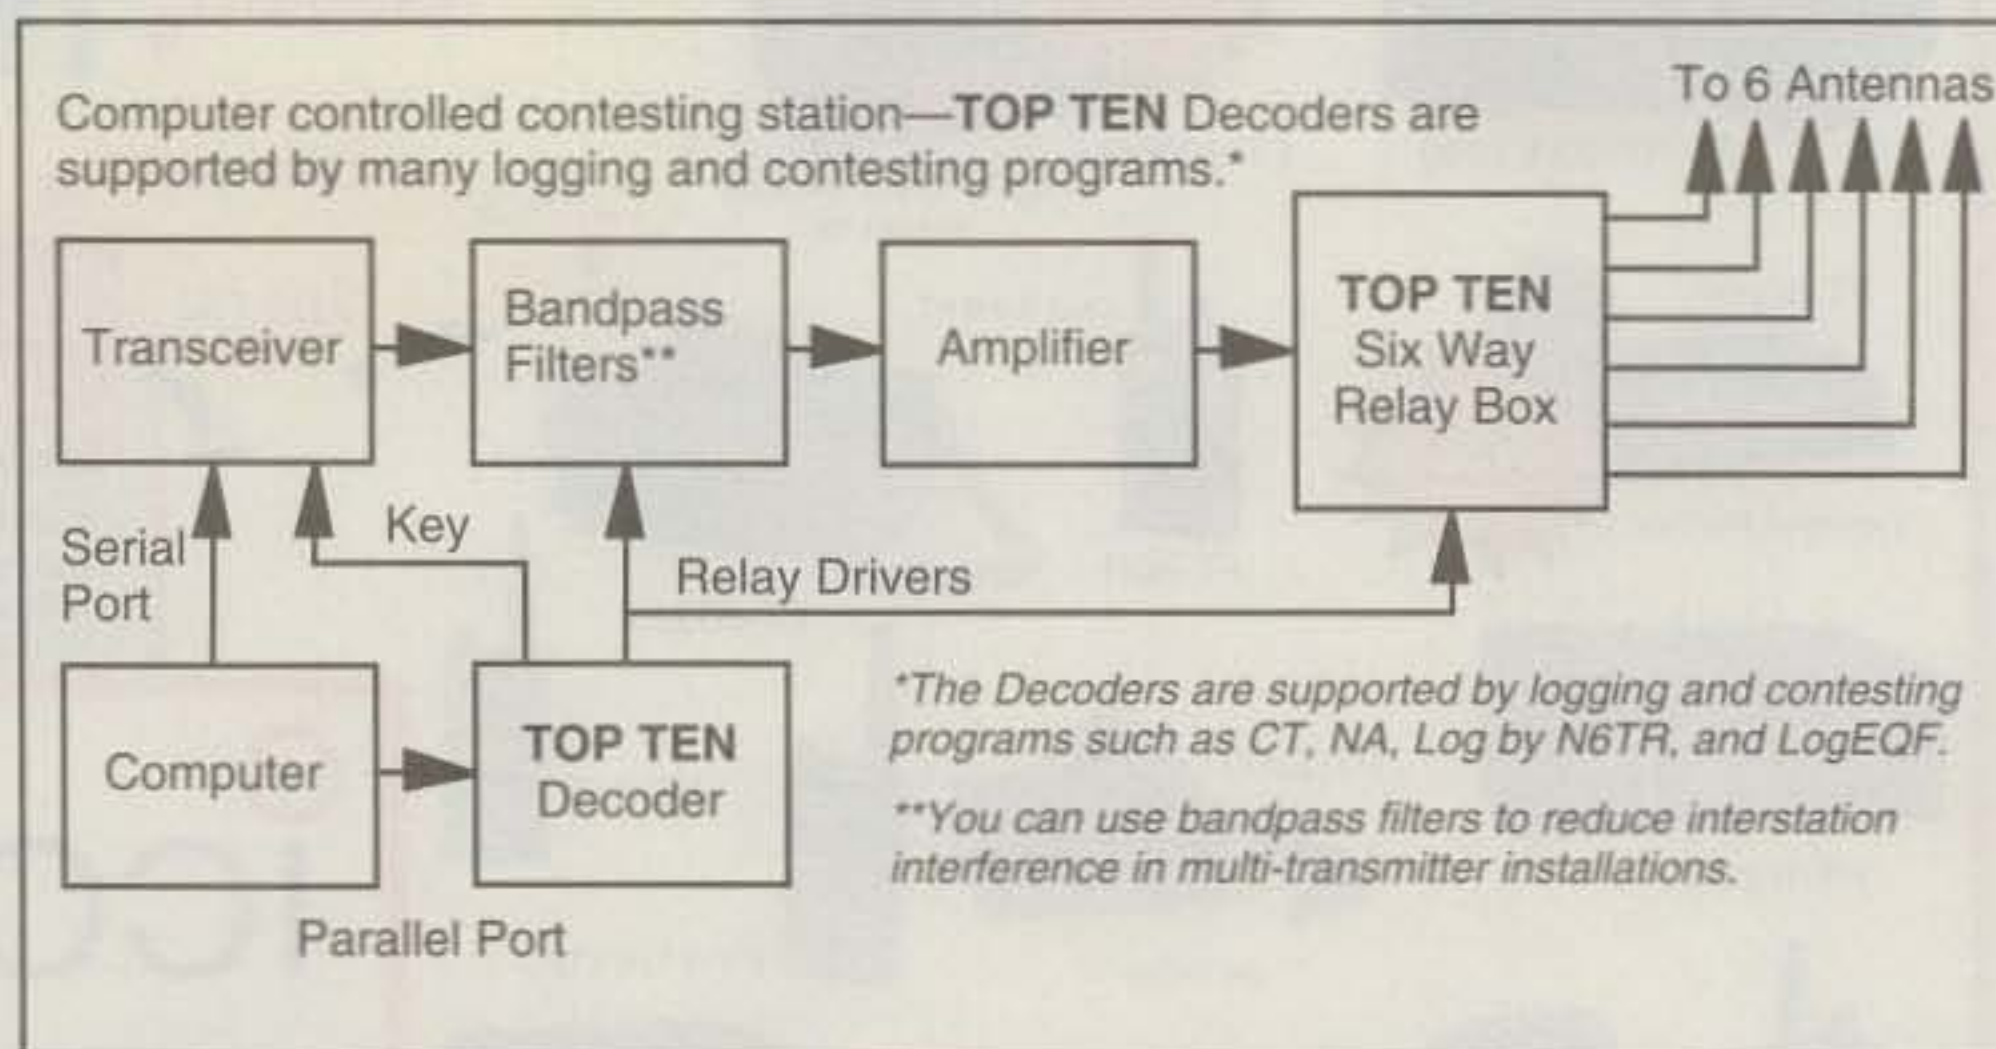 To 6 Antennas
Computer controlled contesting station—TOP TEN Decoders are
supported by many logging and contesting programs.*
Transceiver
Bandpass
Filters**
Amplifier
TOP TEN
Six Way
Relay Box
Serial
Port
Key
Relay Drivers
Computer
TOP TEN
Decoder
*The Decoders are supported by logging and contesting
programs such as CT, NA, Log by N6TR, and LogEQF.
**You can use bandpass filters to reduce interstation
interference in multi-transmitter installations.
Parallel Port